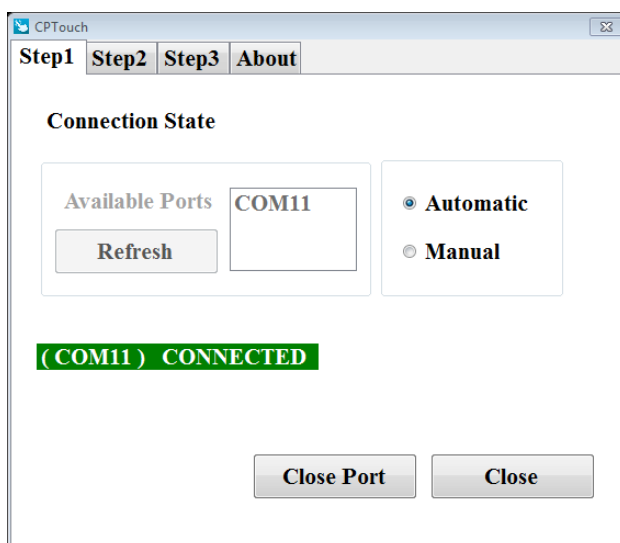 CPTouch
Step1 Step2 Step3 About
Connection State
Available Ports COM11
Refresh
Automatic
Manual
( COM11 ) CONNECTED
Close Port Close